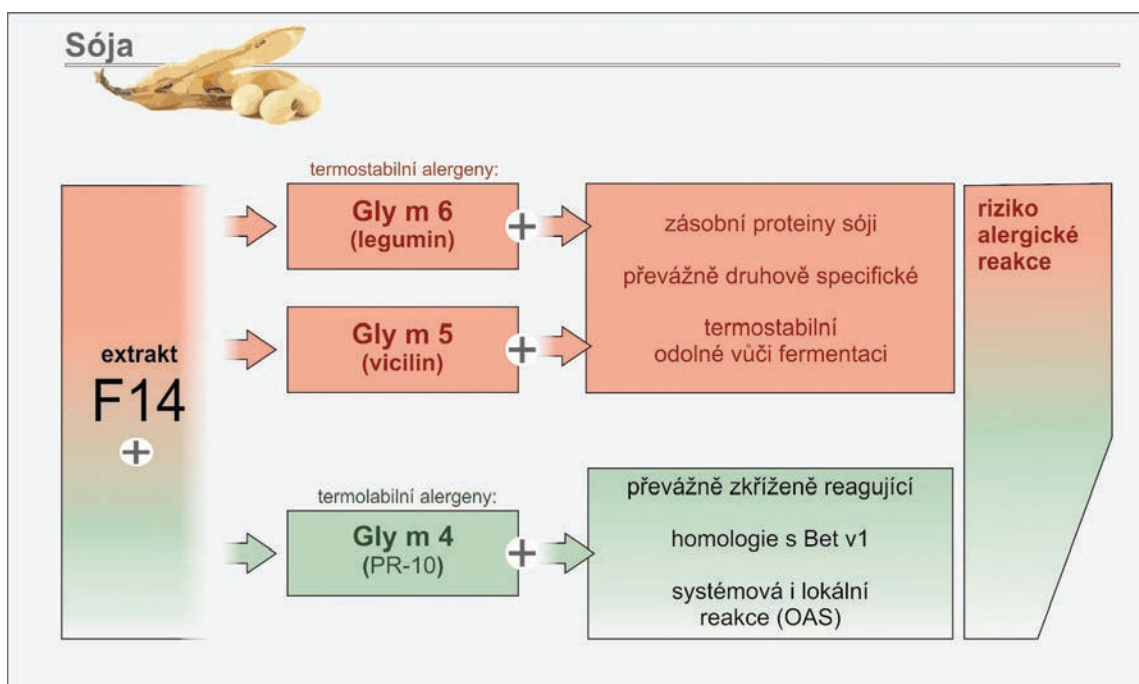 Sója
extrakt
F14
+
termostabilní alergeny:
Gly m 6
(legumin)
+
Gly m 5
(vicilin)
+
zásobní proteiny sóji
převážně druhově specifické
termostabilní
odolné vůči fermentaci
termolabilní alergeny:
Gly m 4
(PR-10)
+
převážně zkříženě reagující
homologie s Bet v1
systémová i lokální
reakce (OAS)
riziko
alergické
reakce